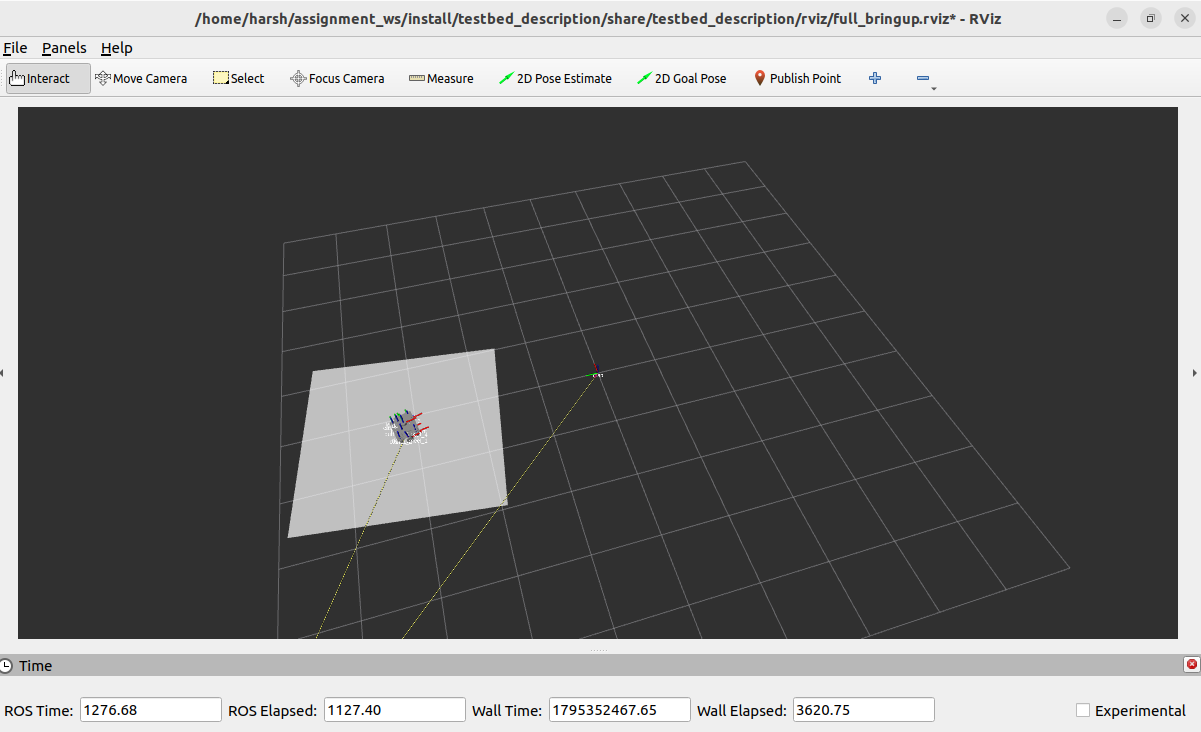 /home/harsh/assignment_ws/install/testbed_description/share/testbed_description/rviz/full_bringup.rviz* - RViz
File Panels Help
Interact Move Camera Select Focus Camera Measure 2D Pose Estimate 2D Goal Pose Publish Point
Time
ROS Time: 1276.68 ROS Elapsed: 1127.40 Wall Time: 1795352467.65 Wall Elapsed: 3620.75 Experimental